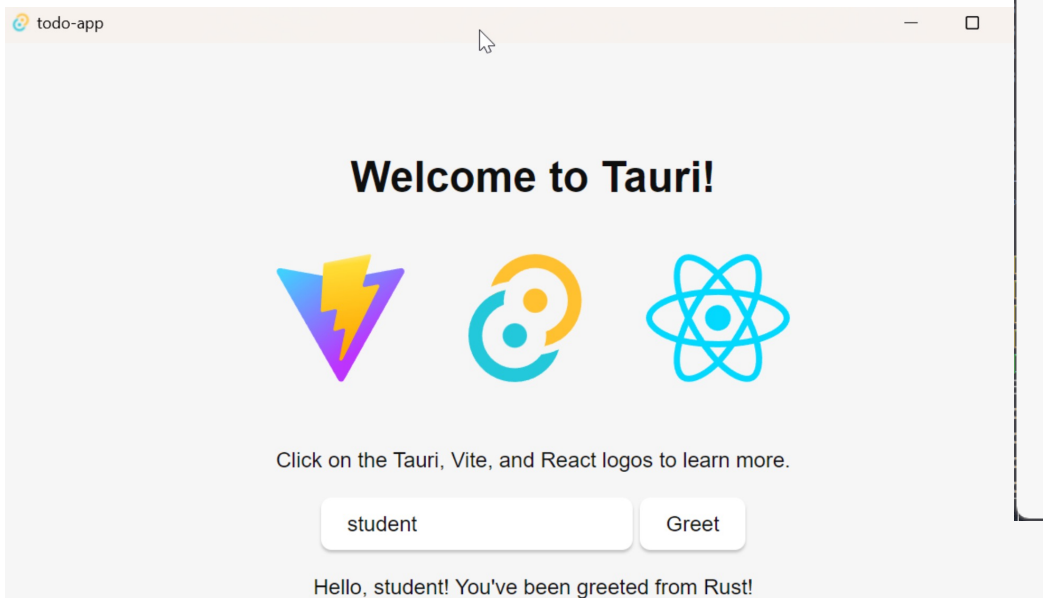 todo-app
Welcome to Tauri!
Click on the Tauri, Vite, and React logos to learn more.
student
Greet
Hello, student! You've been greeted from Rust!